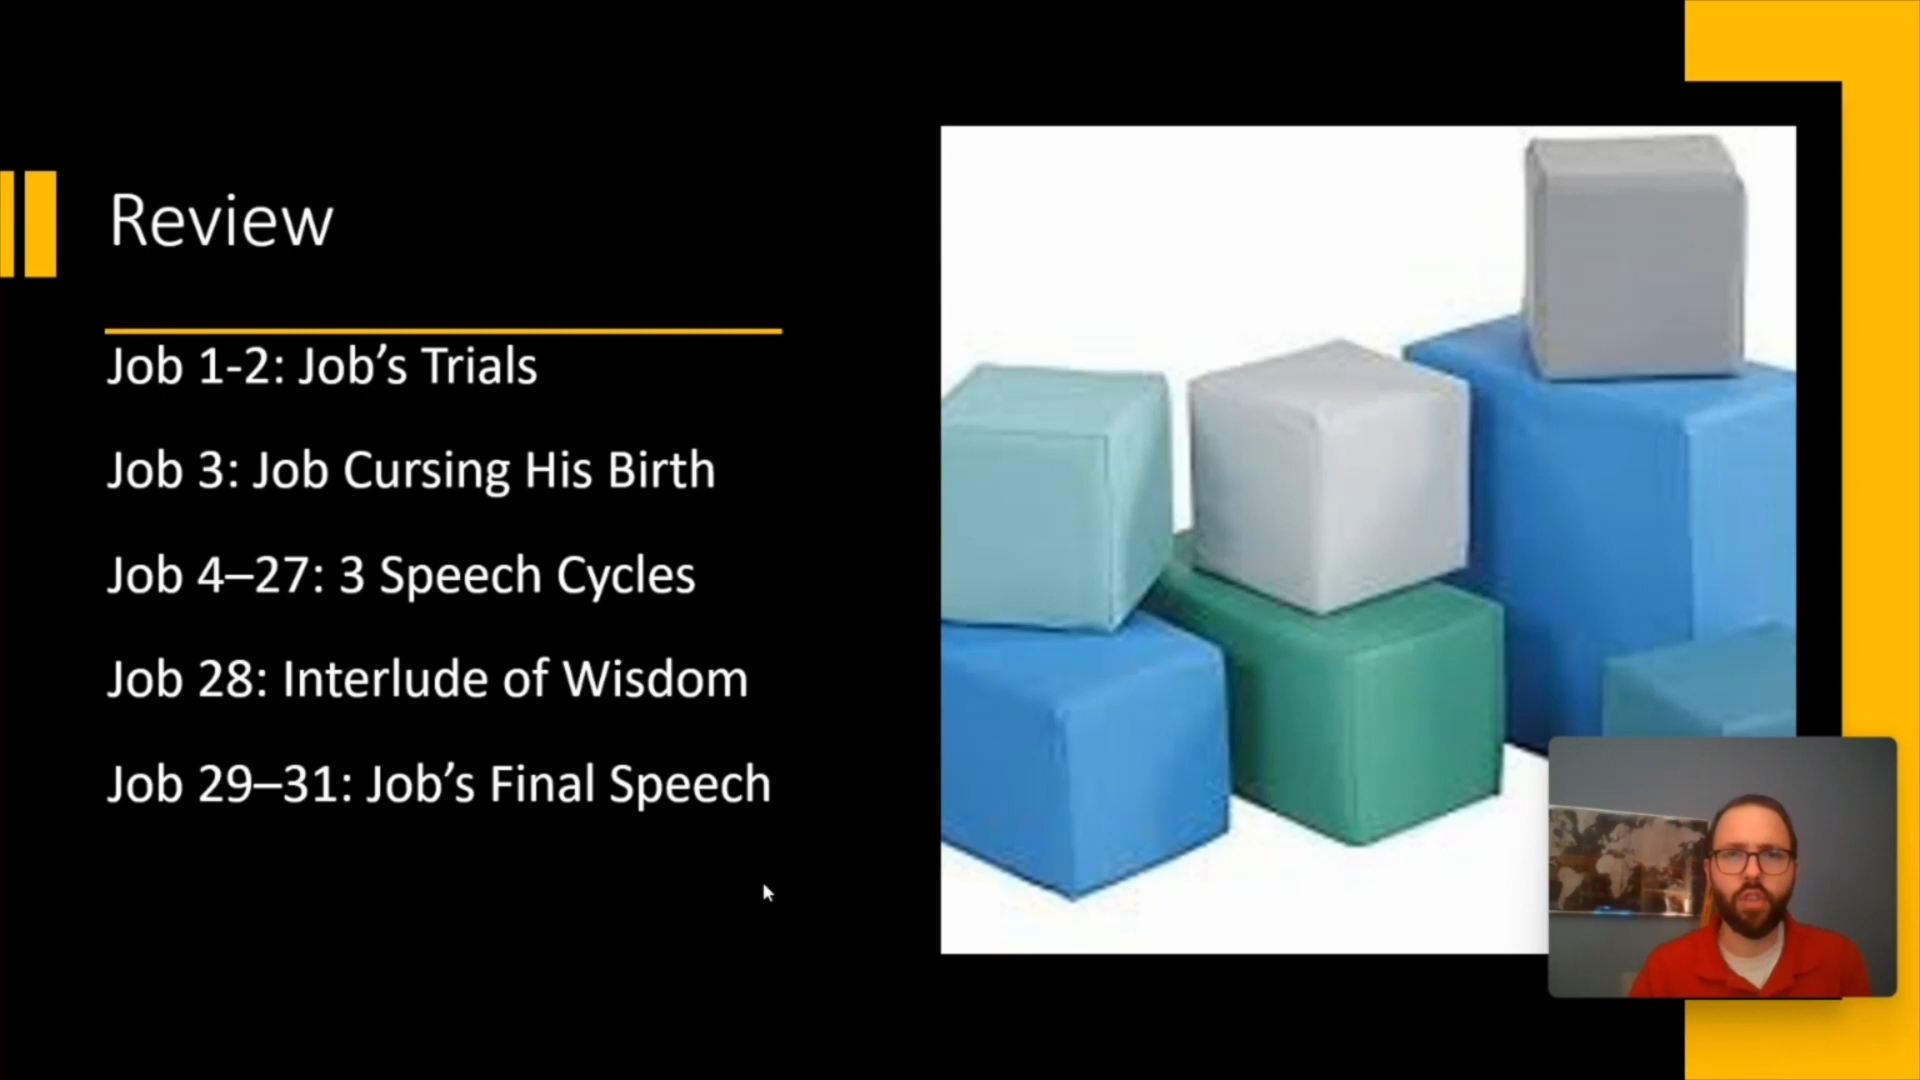 Review
Job 1-2: Job’s Trials
Job 3: Job Cursing His Birth
Job 4–27: 3 Speech Cycles
Job 28: Interlude of Wisdom
Job 29–31: Job’s Final Speech